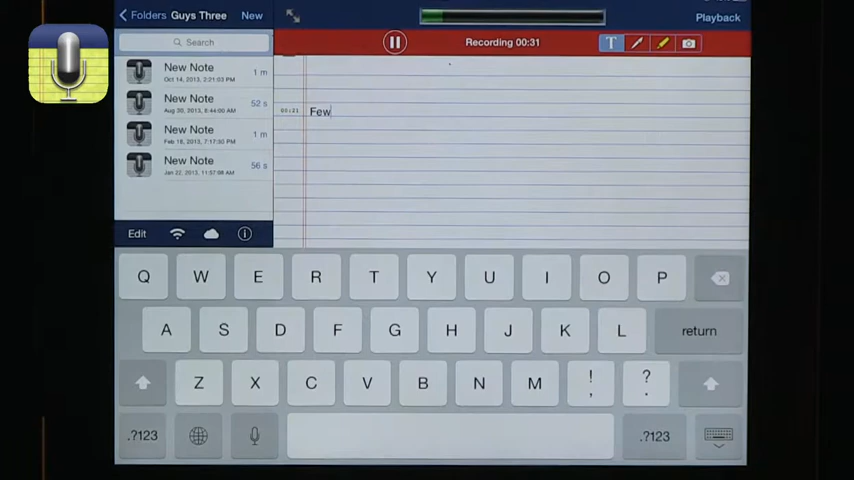 Folders Guys Three New
Playback
Search
Recording 00:31
T
New Note
Oct 14, 2013, 2:21:03 PM
1 m
New Note
Aug 30, 2013, 8:44:00 AM
52 s
New Note
Feb 18, 2013, 7:17:30 PM
1 m
New Note
Jan 22, 2013, 11:57:08 AM
56 s
00:21 Few
Edit
Q W E R T Y U I O P
A S D F G H J K L return
Z X C V B N M ! , ? .
.?123 .?123